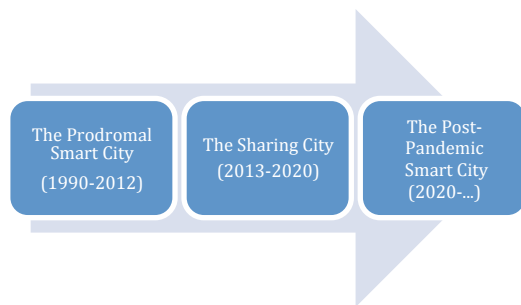 The Prodromal
Smart City
(1990-2012)
The Sharing City
(2013-2020)
The Post-
Pandemic
Smart City
(2020-...)